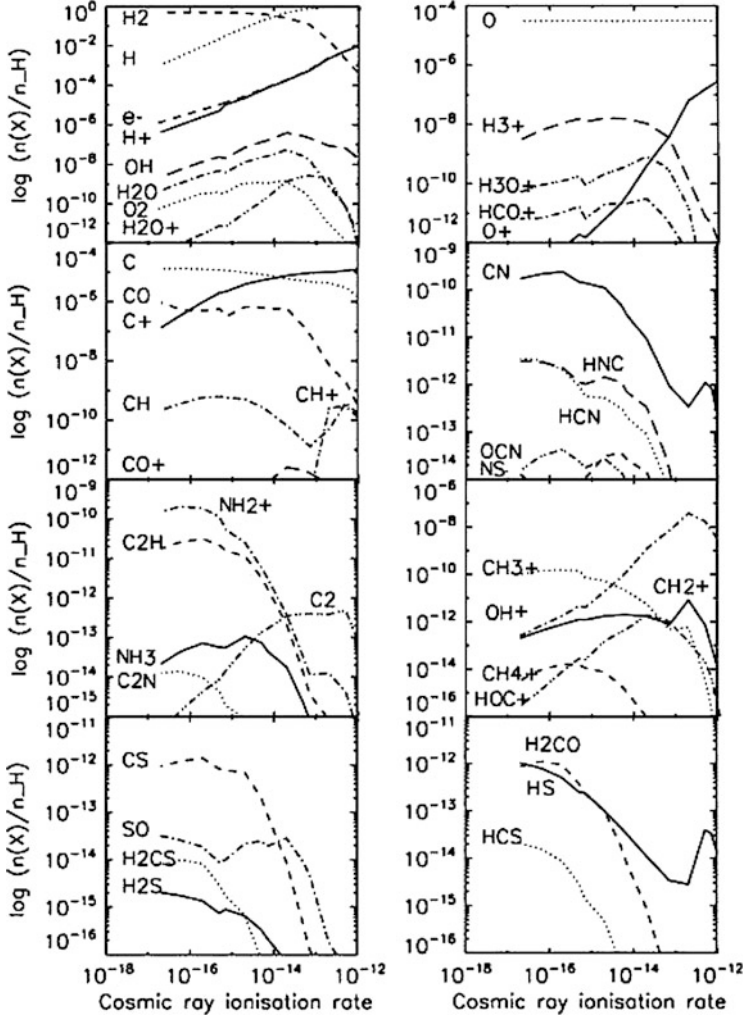 log (n(X)/n_H)
10^0
10^-2
10^-4
10^-6
10^-8
10^-10
10^-12
H2
H
e-
H+
OH
H2O
O2
H2O+
10^-4
10^-6
10^-8
10^-10
10^-12
O
H3+
H3O+
HCO+
O+
log (n(X)/n_H)
10^-4
10^-6
10^-8
10^-10
10^-12
C
CO
C+
CH
CH+
CO+
10^-9
10^-10
10^-11
10^-12
10^-13
10^-14
CN
HNC
HCN
OCN
NS
log (n(X)/n_H)
10^-9
10^-10
10^-11
10^-12
10^-13
10^-14
10^-15
NH2+
C2H
C2
NH3
C2N
10^-6
10^-8
10^-10
10^-12
10^-14
10^-16
CH3+
CH2+
OH+
CH4+
HOC+
log (n(X)/n_H)
10^-11
10^-12
10^-13
10^-14
10^-15
10^-16
CS
SO
H2CS
H2S
10^-11
10^-12
10^-13
10^-14
10^-15
10^-16
H2CO
HS
HCS
10^-18 10^-16 10^-14 10^-12
Cosmic ray ionisation rate
10^-18 10^-16 10^-14 10^-12
Cosmic ray ionisation rate